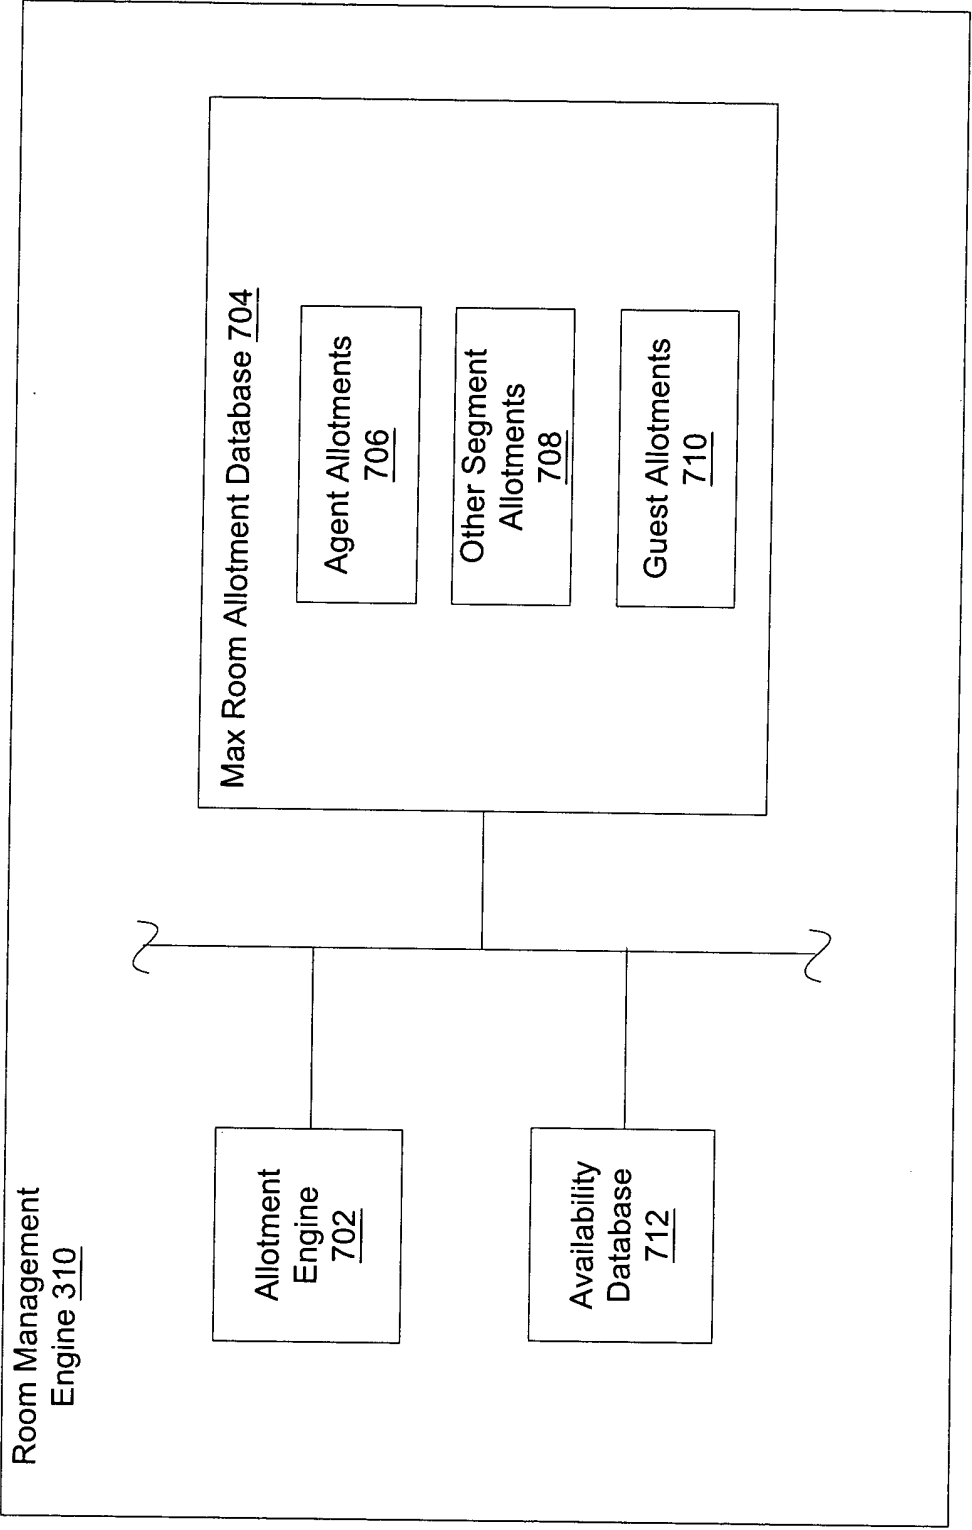 Room Management
Engine 310
Allotment
Engine
702
Availability
Database
712
Max Room Allotment Database 704
Agent Allotments
706
Other Segment
Allotments
708
Guest Allotments
710